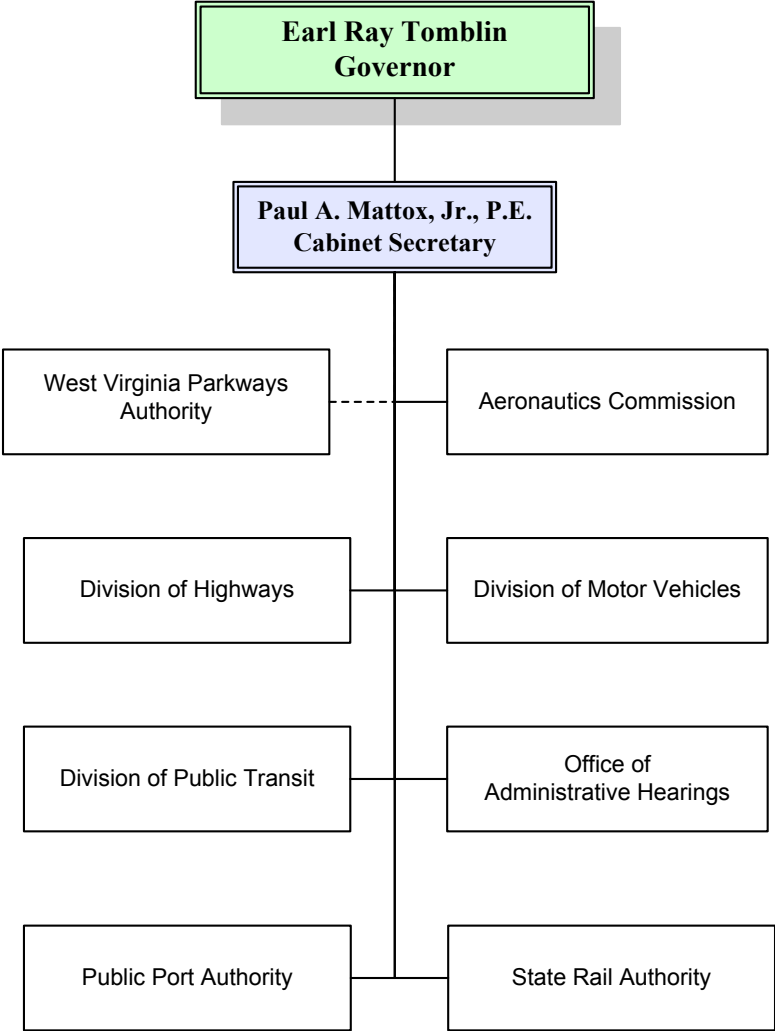 Earl Ray Tomblin
Governor
Paul A. Mattox, Jr., P.E.
Cabinet Secretary
West Virginia Parkways
Authority
Aeronautics Commission
Division of Highways
Division of Motor Vehicles
Division of Public Transit
Office of
Administrative Hearings
Public Port Authority
State Rail Authority